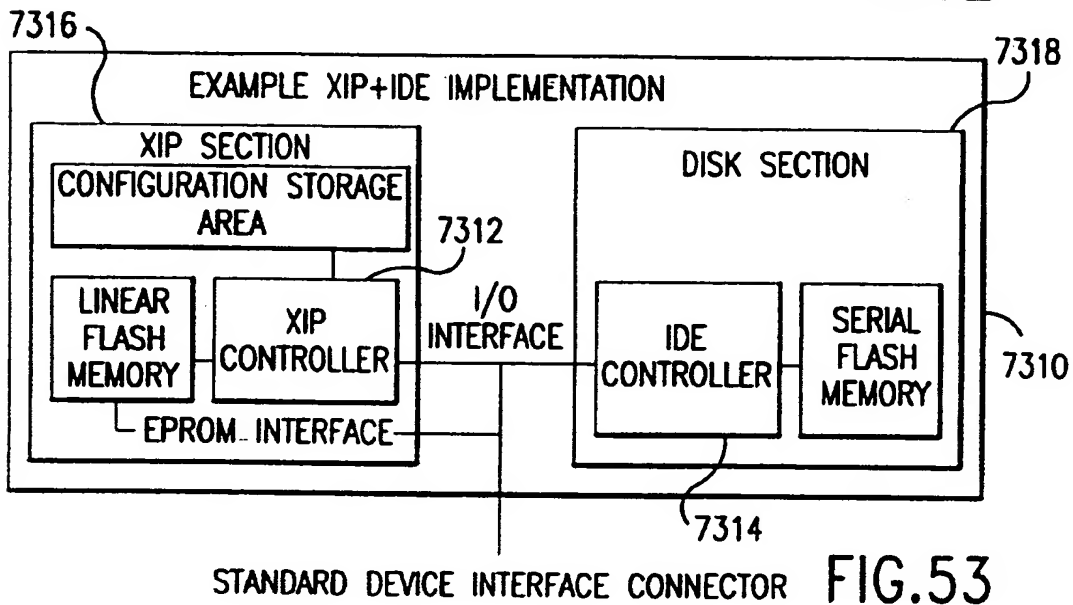 7316
7318
EXAMPLE XIP+IDE IMPLEMENTATION
XIP SECTION
CONFIGURATION STORAGE
AREA
DISK SECTION
7312
LINEAR
FLASH
MEMORY
XIP
CONTROLLER
I/O
INTERFACE
IDE
CONTROLLER
SERIAL
FLASH
MEMORY
7310
EPROM INTERFACE
7314
STANDARD DEVICE INTERFACE CONNECTOR
FIG.53